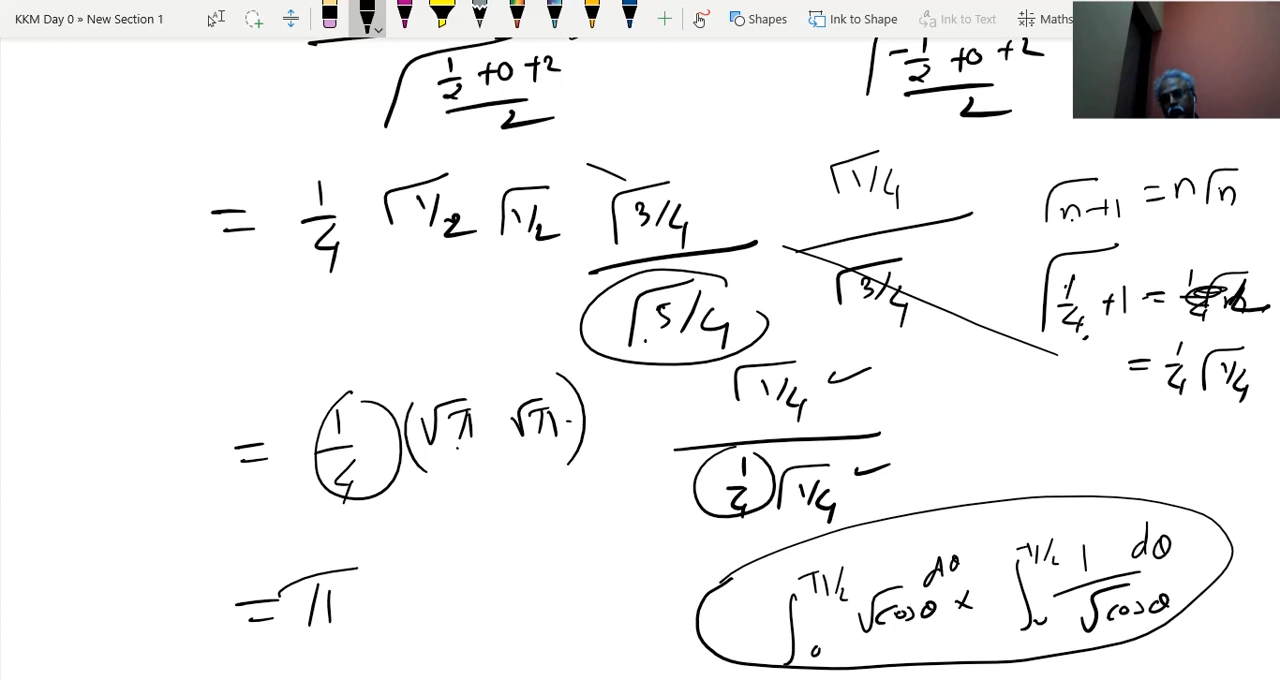 KKM Day 0 » New Section 1
Shapes Ink to Shape Ink to Text Maths
Γ(1/2 + 0 + 2)/2 Γ(-1/2 + 0 + 2)/2
= 1/4 Γ1/2 Γ1/2 Γ3/4 / Γ5/4 Γ1/4 / Γ3/4
Γn+1 = nΓn
Γ1/4 + 1 =
= 1/4 Γ1/4
= 1/4 (√π √π) Γ1/4 / 1/4 Γ1/4
= π
∫0^π/2 √cosθ dθ × ∫0^π/2 1/√cosθ dθ